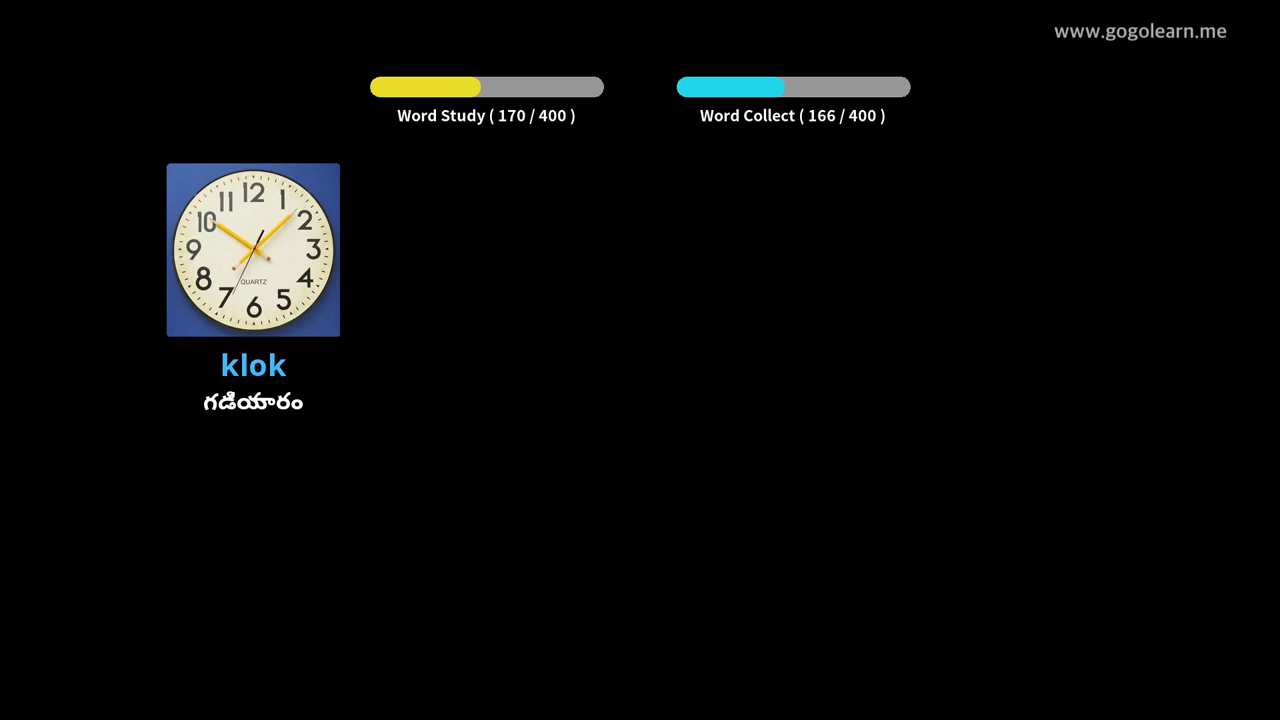 www.gogolearn.me
Word Study ( 170 / 400 )
Word Collect ( 166 / 400 )
12
11
1
10
2
9
3
8
4
QUARTZ
7
5
6
klok
గడియారం